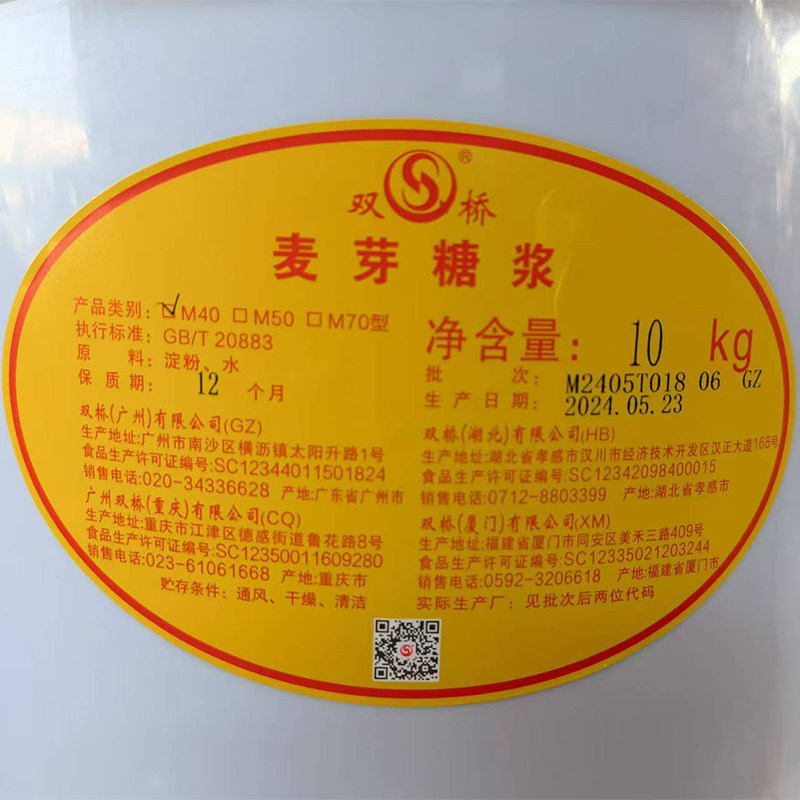 双桥®
麦芽糖浆
产品类别：☑M40 □M50 □M70型
执行标准：GB/T 20883
原 料：淀粉、水
保 质 期： 12 个月
净含量： 10 kg
批 次： M2405T018 06 GZ
生产日期： 2024.05.23
双桥(广州)有限公司(GZ)
生产地址:广州市南沙区横沥镇太阳升路1号
食品生产许可证编号:SC12344011501824
销售电话:020-34336628 产地:广东省广州市
广州双桥(重庆)有限公司(CQ)
生产地址:重庆市江津区德感街道鲁花路8号
食品生产许可证编号:SC12350011609280
销售电话:023-61061668 产地:重庆市
双桥(湖北)有限公司(HB)
生产地址:湖北省孝感市汉川市经济技术开发区汉正大道168号
食品生产许可证编号:SC12342098400015
销售电话:0712-8803399 产地:湖北省孝感市
双桥(厦门)有限公司(XM)
生产地址:福建省厦门市同安区美禾三路409号
食品生产许可证编号:SC12335021203244
销售电话:0592-3206618 产地:福建省厦门市
贮存条件：通风、干燥、清洁
实际生产厂：见批次后两位代码